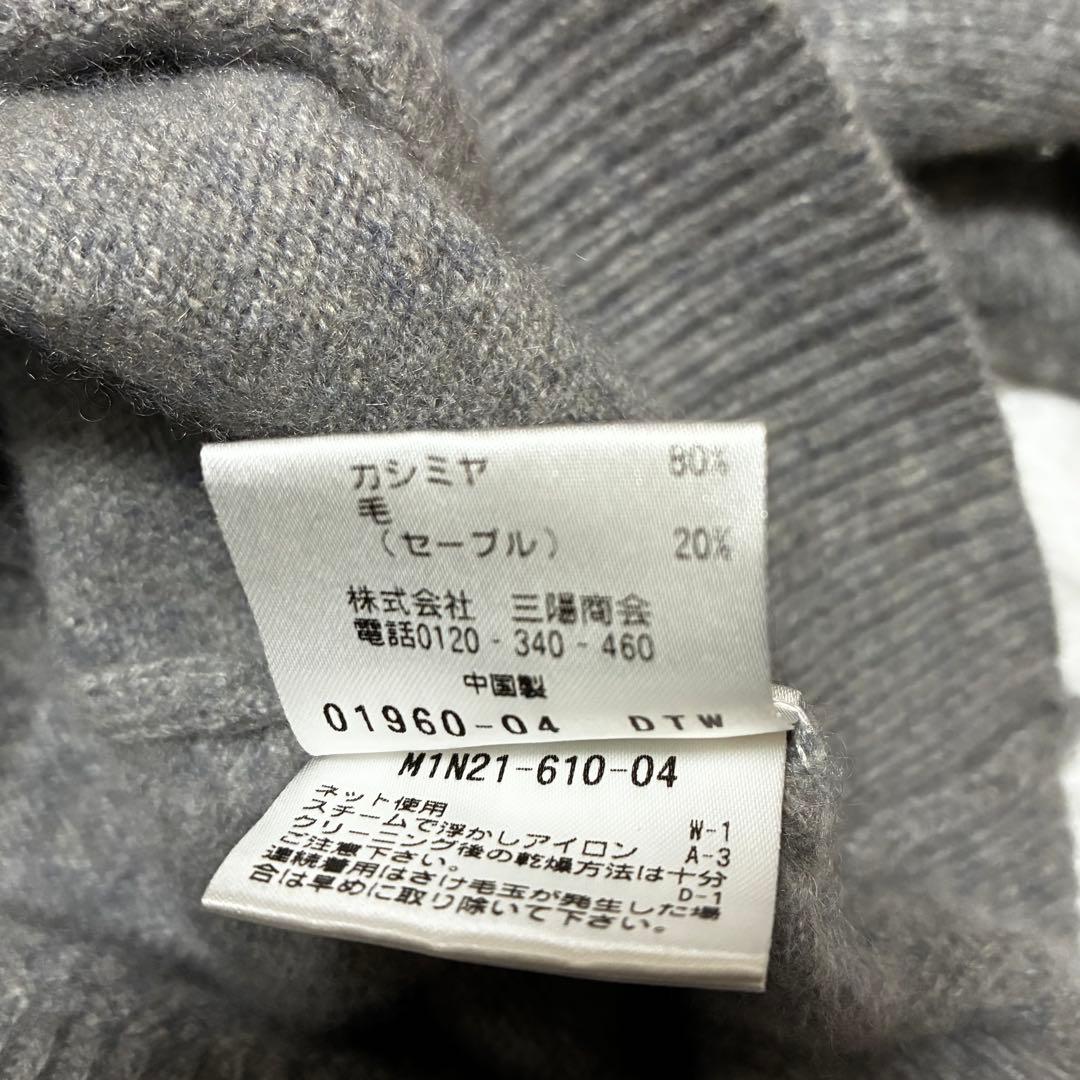 カシミヤ 80%
毛
（セーブル） 20%
株式会社 三陽商会
電話0120-340-460
中国製
01960-04 DTW
M1N21-610-04
ネット使用 W-1
スチームで浮かしアイロン A-3
クリーニング後の乾燥方法は十分
ご注意下さい。 D-1
連続着用はさけ毛玉が発生した場
合は早めに取り除いて下さい。